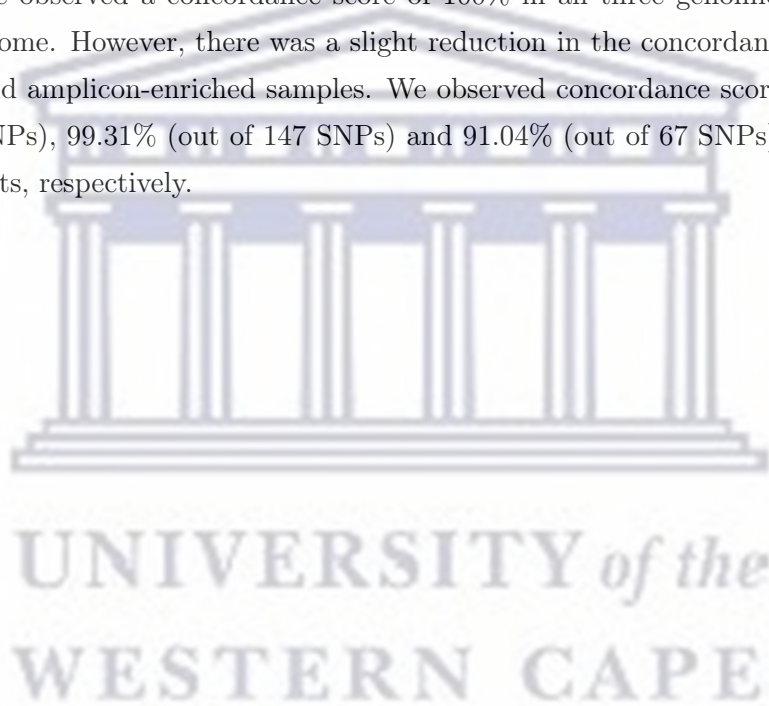 observed a concordance score of 100% in all three genomic
ome. However, there was a slight reduction in the concordan
d amplicon-enriched samples. We observed concordance scor
NPs), 99.31% (out of 147 SNPs) and 91.04% (out of 67 SNPs)
ts, respectively.
UNIVERSITY of the
WESTERN CAPE